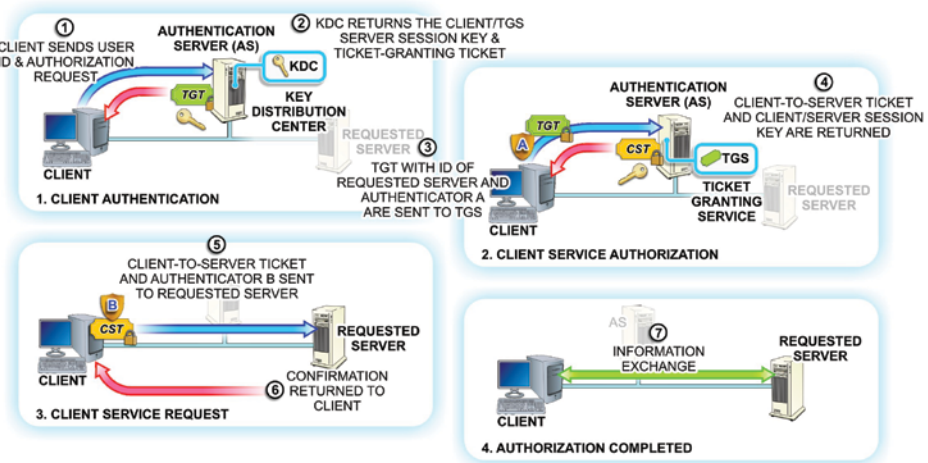 ①
CLIENT SENDS USER
ID & AUTHORIZATION
REQUEST
AUTHENTICATION
SERVER (AS)
② KDC RETURNS THE CLIENT/TGS
SERVER SESSION KEY &
TICKET-GRANTING TICKET
KDC
TGT
KEY
DISTRIBUTION
CENTER
REQUESTED
SERVER
CLIENT
1. CLIENT AUTHENTICATION
③
TGT WITH ID OF
REQUESTED SERVER AND
AUTHENTICATOR A
ARE SENT TO TGS
AUTHENTICATION
SERVER (AS)
④
CLIENT-TO-SERVER TICKET
AND CLIENT/SERVER SESSION
KEY ARE RETURNED
TGT
A
CST
TGS
TICKET
GRANTING
SERVICE
REQUESTED
SERVER
CLIENT
2. CLIENT SERVICE AUTHORIZATION
⑤
CLIENT-TO-SERVER TICKET
AND AUTHENTICATOR B SENT
TO REQUESTED SERVER
B
CST
REQUESTED
SERVER
CLIENT
⑥ CONFIRMATION
RETURNED TO
CLIENT
3. CLIENT SERVICE REQUEST
AS
⑦
INFORMATION
EXCHANGE
REQUESTED
SERVER
CLIENT
4. AUTHORIZATION COMPLETED